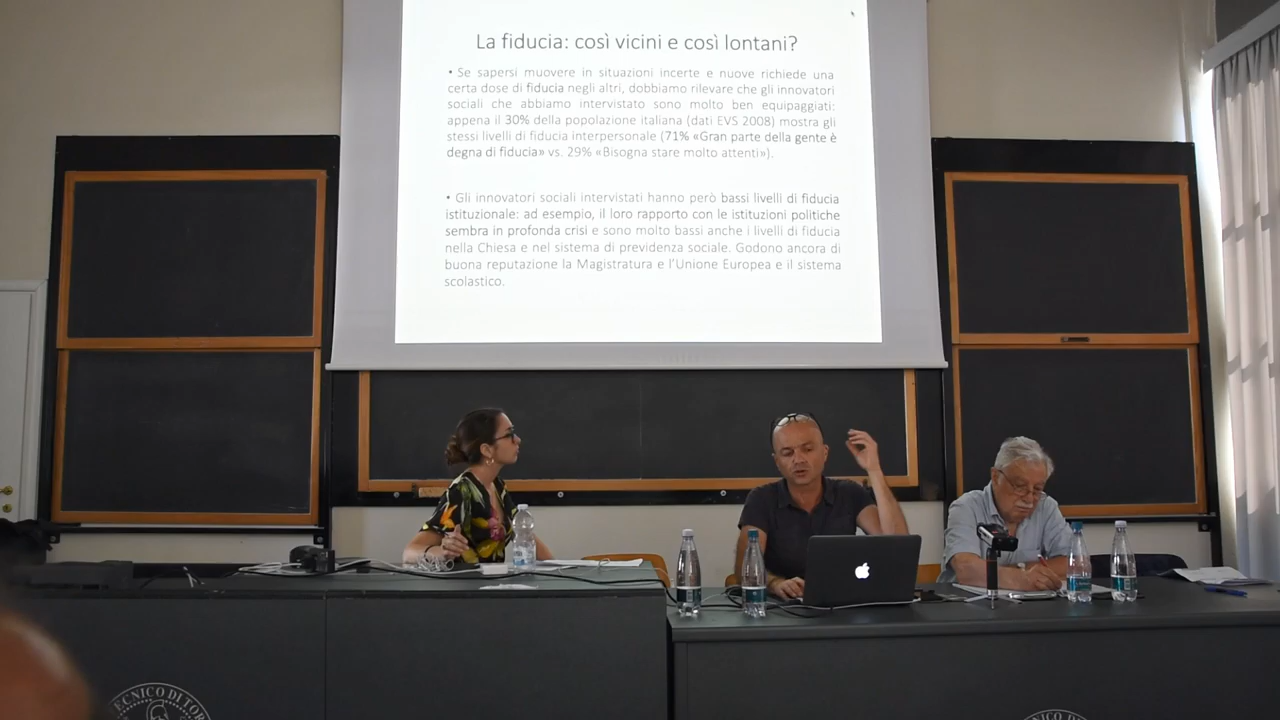 La fiducia: così vicini e così lontani?
• Se sapersi muovere in situazioni incerte e nuove richiede una
certa dose di fiducia negli altri, dobbiamo rilevare che gli innovatori
sociali che abbiamo intervistato sono molto ben equipaggiati:
appena il 30% della popolazione italiana (dati EVS 2008) mostra gli
stessi livelli di fiducia interpersonale (71% «Gran parte della gente è
degna di fiducia» vs. 29% «Bisogna stare molto attenti»).
• Gli innovatori sociali intervistati hanno però bassi livelli di fiducia
istituzionale: ad esempio, il loro rapporto con le istituzioni politiche
sembra in profonda crisi e sono molto bassi anche i livelli di fiducia
nella Chiesa e nel sistema di previdenza sociale. Godono ancora di
buona reputazione la Magistratura e l'Unione Europea e il sistema
scolastico.
ECNICO DI TOR
NICO DI TO